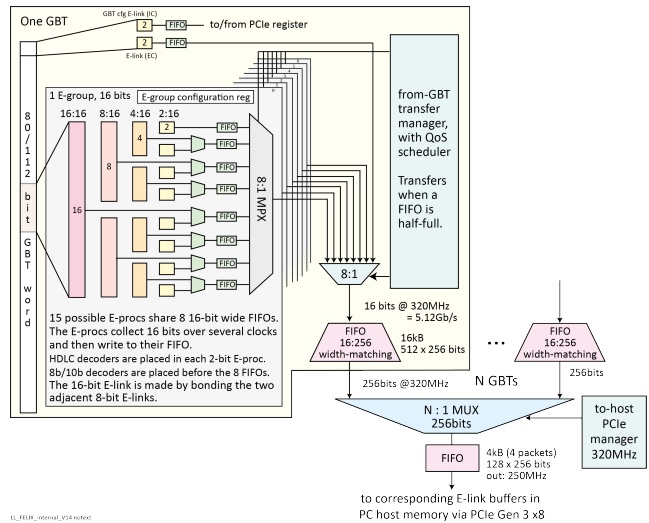 One GBT
GBT cfg E-link (IC)
2
FIFO
to/from PCIe register
2
FIFO
E-link (EC)
1 E-group, 16 bits
E-group configuration reg
16:16 8:16 4:16 2:16
80/112
bit
GBT word
16
8
4
2
FIFO
FIFO
FIFO
FIFO
FIFO
FIFO
FIFO
FIFO
8:1 MPX
from-GBT
transfer
manager,
with QoS
scheduler
Transfers
when a
FIFO is
half-full.
8:1
15 possible E-procs share 8 16-bit wide FIFOs.
The E-procs collect 16 bits over several clocks
and then write to their FIFO.
HDLC decoders are placed in each 2-bit E-proc.
8b/10b decoders are placed before the 8 FIFOs.
The 16-bit E-link is made by bonding the two
adjacent 8-bit E-links.
16 bits @ 320MHz
= 5.12Gb/s
FIFO
16:256
width-matching
16kB
512 x 256 bits
...
FIFO
16:256
width-matching
256bits @320MHz
N GBTs
256bits
N : 1 MUX
256bits
to-host
PCIe
manager
320MHz
FIFO
4kB (4 packets)
128 x 256 bits
out: 250MHz
to corresponding E-link buffers in
PC host memory via PCIe Gen 3 x8
LL_FELIX_internal_V14 notext